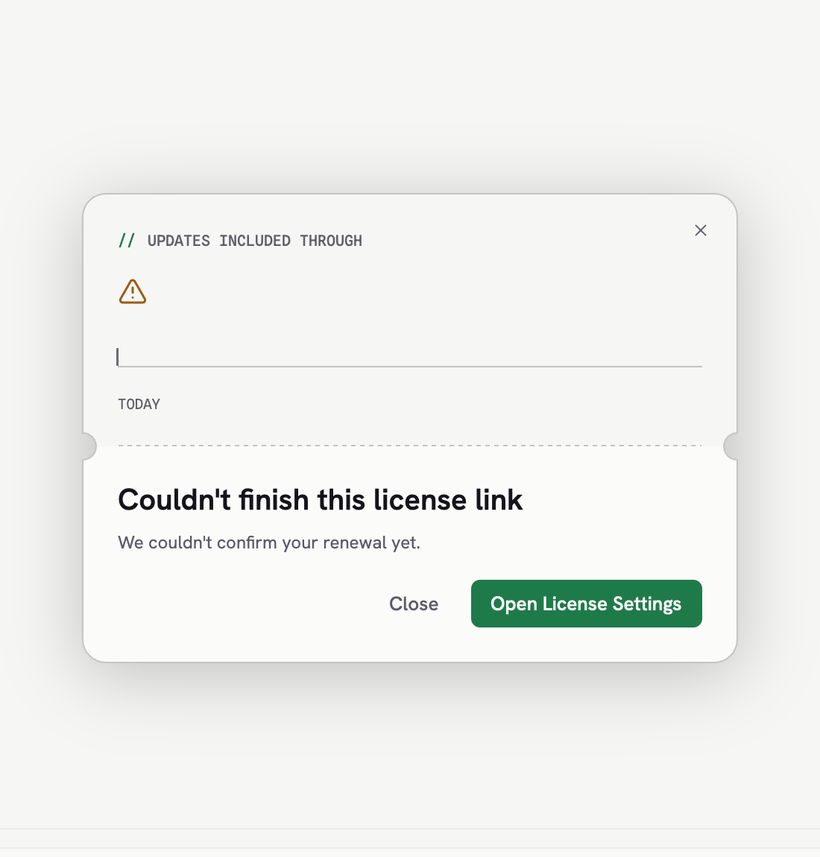 // UPDATES INCLUDED THROUGH
TODAY
Couldn't finish this license link
We couldn't confirm your renewal yet.
Close
Open License Settings